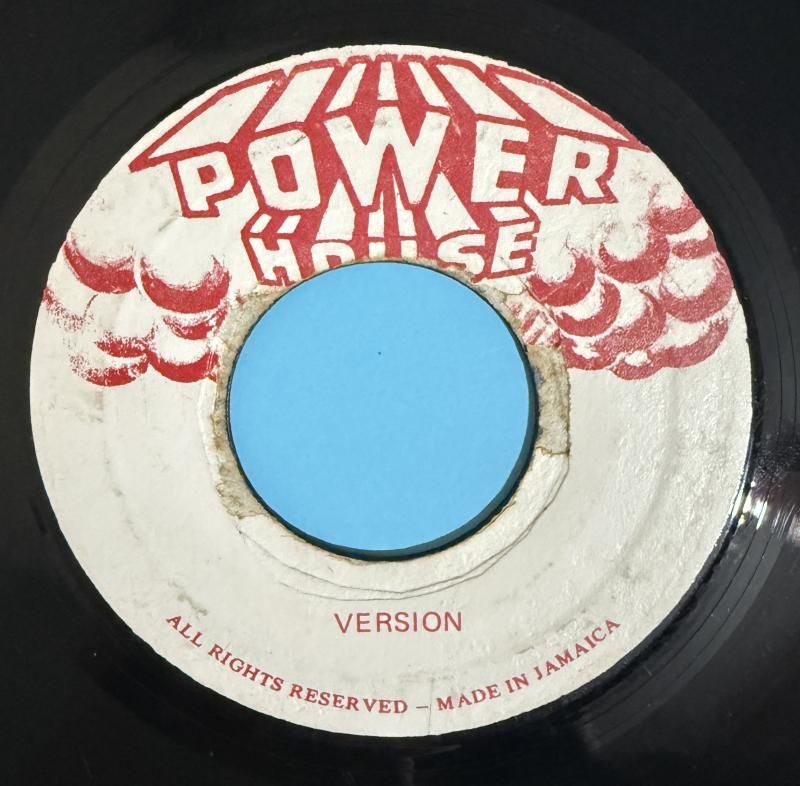 POWER
HOUSE
VERSION
ALL RIGHTS RESERVED – MADE IN JAMAICA